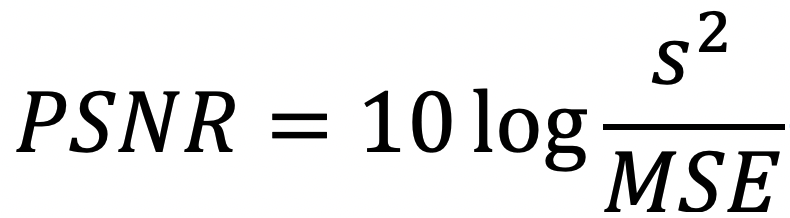 PSNR = 10 log s²/MSE